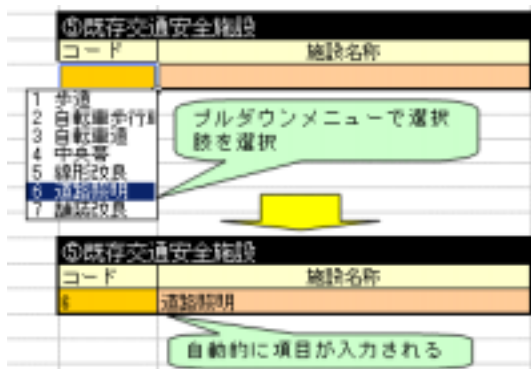 ⑤既存交通安全施設
コード 施設名称
1 歩道
2 自転車歩行
3 自転車道
4 中央帯
5 線形改良
6 道路照明
7 舗装改良
プルダウンメニューで選択
肢を選択
⑤既存交通安全施設
コード 施設名称
6 道路照明
自動的に項目が入力される